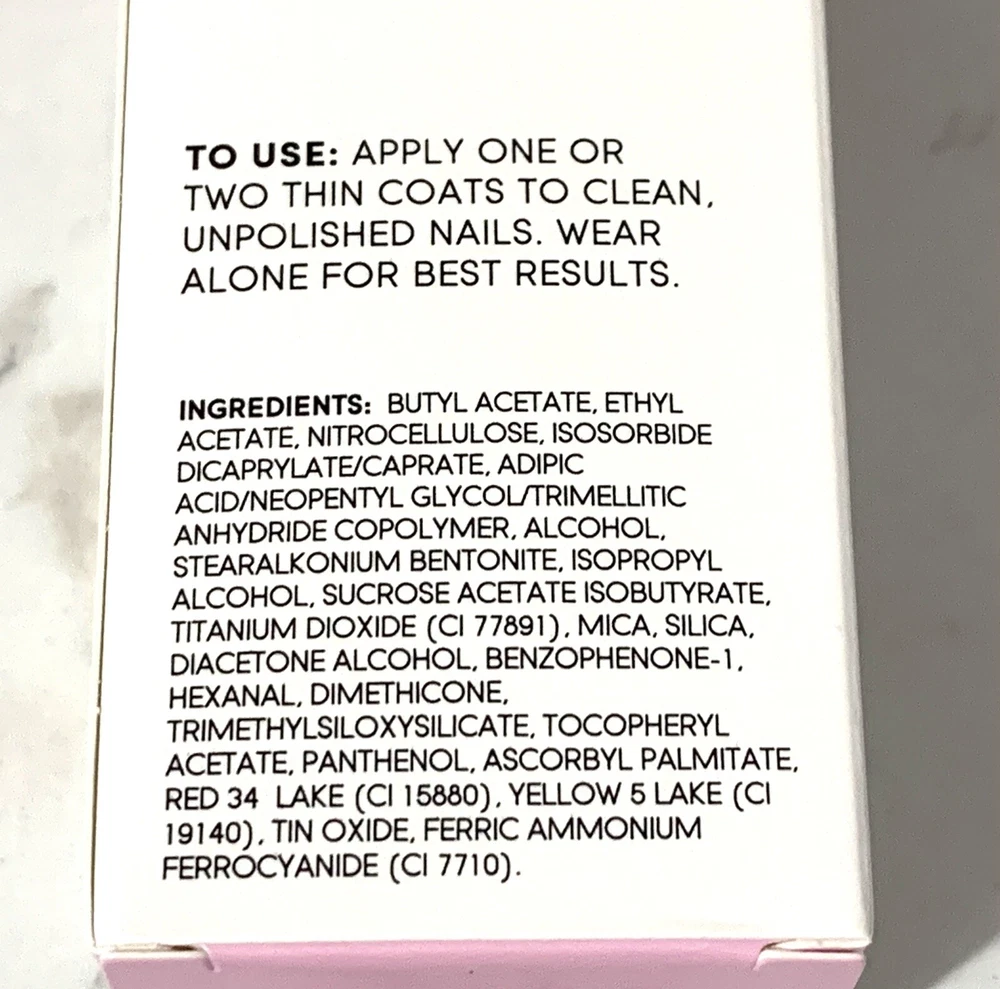 TO USE: APPLY ONE OR
TWO THIN COATS TO CLEAN,
UNPOLISHED NAILS. WEAR
ALONE FOR BEST RESULTS.
INGREDIENTS: BUTYL ACETATE, ETHYL
ACETATE, NITROCELLULOSE, ISOSORBIDE
DICAPRYLATE/CAPRATE, ADIPIC
ACID/NEOPENTYL GLYCOL/TRIMELLITIC
ANHYDRIDE COPOLYMER, ALCOHOL,
STEARALKONIUM BENTONITE, ISOPROPYL
ALCOHOL, SUCROSE ACETATE ISOBUTYRATE,
TITANIUM DIOXIDE (CI 77891), MICA, SILICA,
DIACETONE ALCOHOL, BENZOPHENONE-1,
HEXANAL, DIMETHICONE,
TRIMETHYLSILOXYSILICATE, TOCOPHERYL
ACETATE, PANTHENOL, ASCORBYL PALMITATE,
RED 34 LAKE (CI 15880), YELLOW 5 LAKE (CI
19140), TIN OXIDE, FERRIC AMMONIUM
FERROCYANIDE (CI 7710).